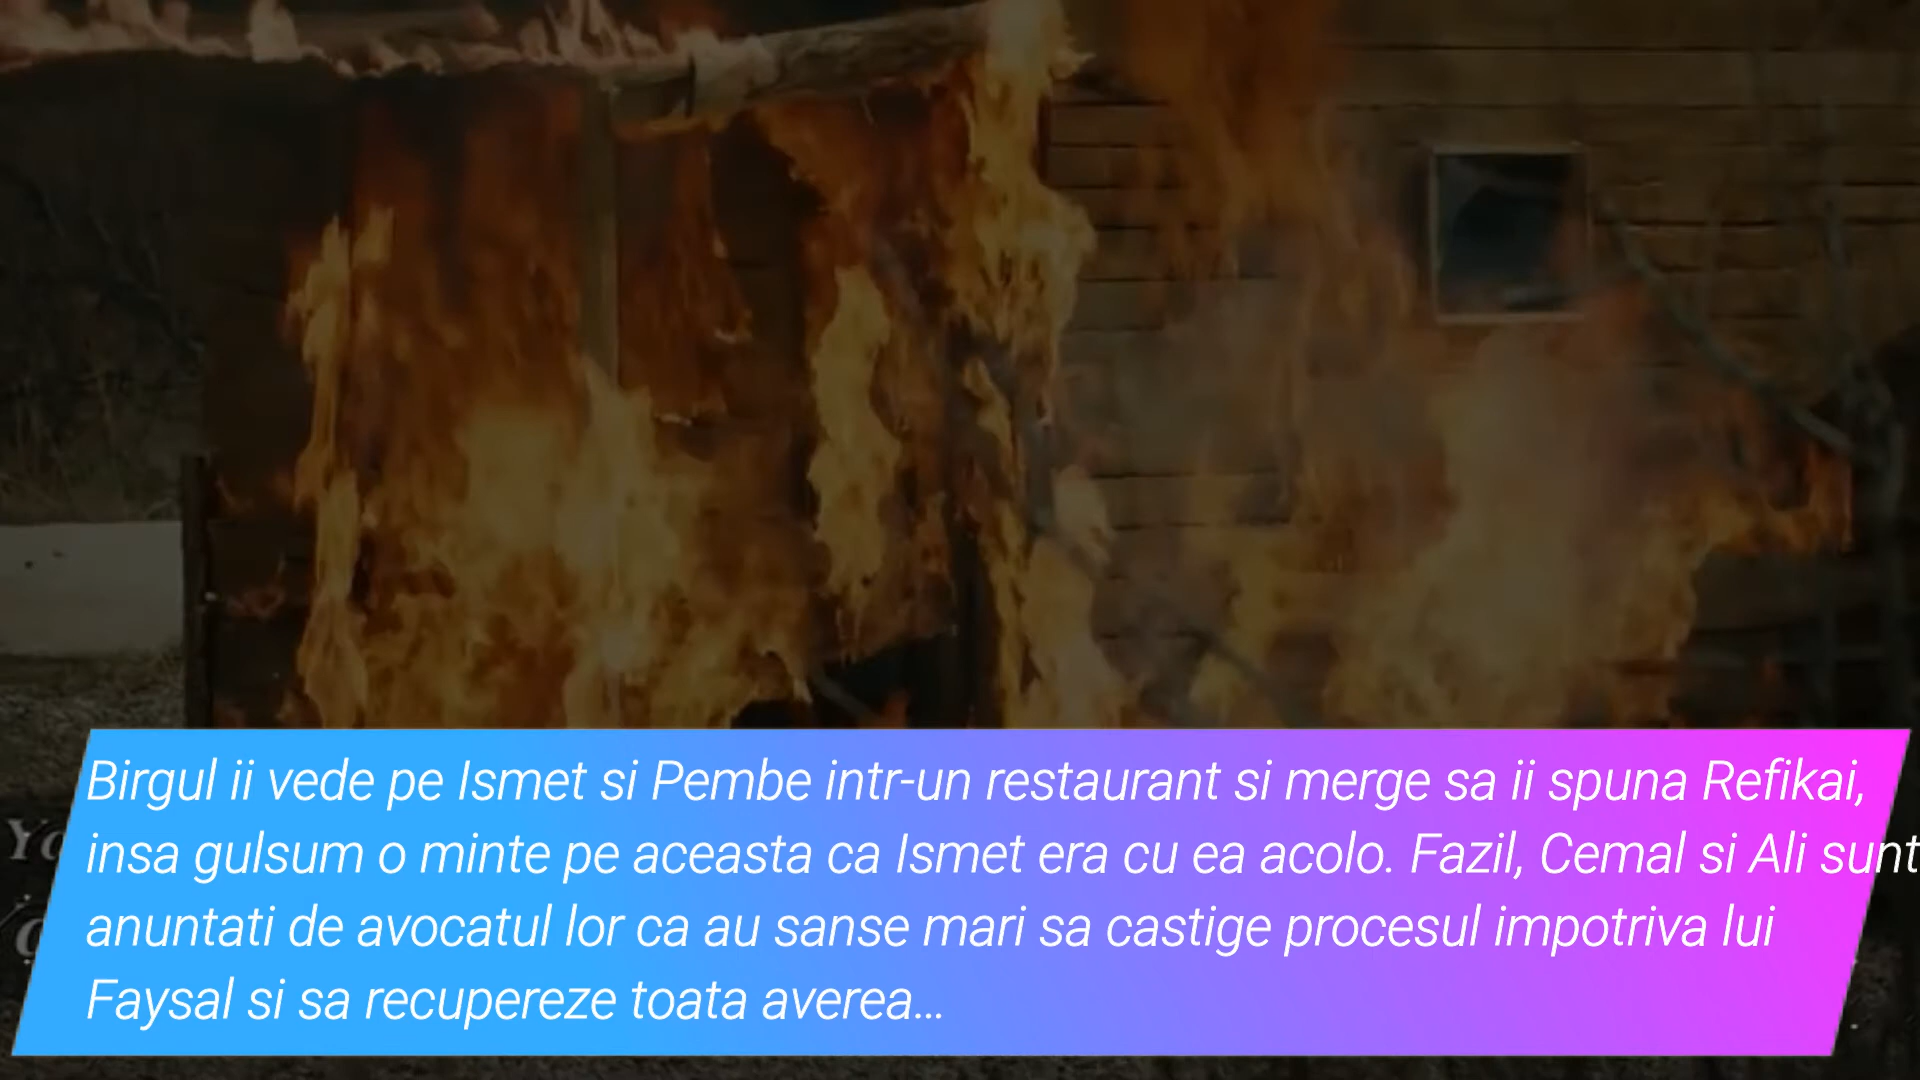 Birgul ii vede pe Ismet si Pembe intr-un restaurant si merge sa ii spuna Refikai,
insa gulsum o minte pe aceasta ca Ismet era cu ea acolo. Fazil, Cemal si Ali sunt
anuntati de avocatul lor ca au sanse mari sa castige procesul impotriva lui
Faysal si sa recupereze toata averea...